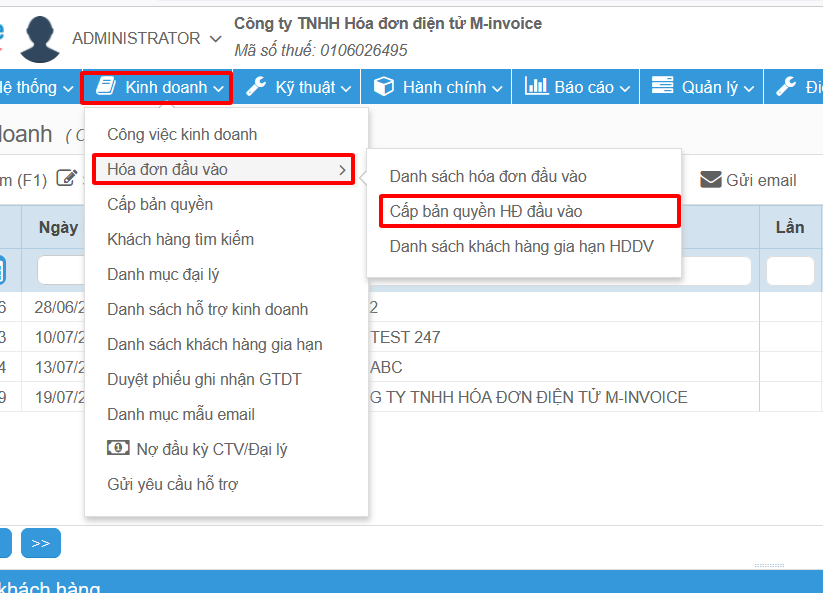 Công ty TNHH Hóa đơn điện tử M-invoice
ADMINISTRATOR
Mã số thuế: 0106026495
Hệ thống
Kinh doanh
Kỹ thuật
Hành chính
Báo cáo
Quản lý
doanh
Công việc kinh doanh
Hóa đơn đầu vào
Cấp bản quyền
Khách hàng tìm kiếm
Danh mục đại lý
Danh sách hỗ trợ kinh doanh
Danh sách khách hàng gia hạn
Duyệt phiếu ghi nhận GTDT
Danh mục mẫu email
Nợ đầu kỳ CTV/Đại lý
Gửi yêu cầu hỗ trợ
Danh sách hóa đơn đầu vào
Cấp bản quyền HĐ đầu vào
Danh sách khách hàng gia hạn HDDV
m (F1)
Gửi email
Ngày
Lần
6 28/06/2 2
3 10/07/2 TEST 247
4 13/07/2 ABC
9 19/07/2 G TY TNHH HÓA ĐƠN ĐIỆN TỬ M-INVOICE
>>
khách hàng